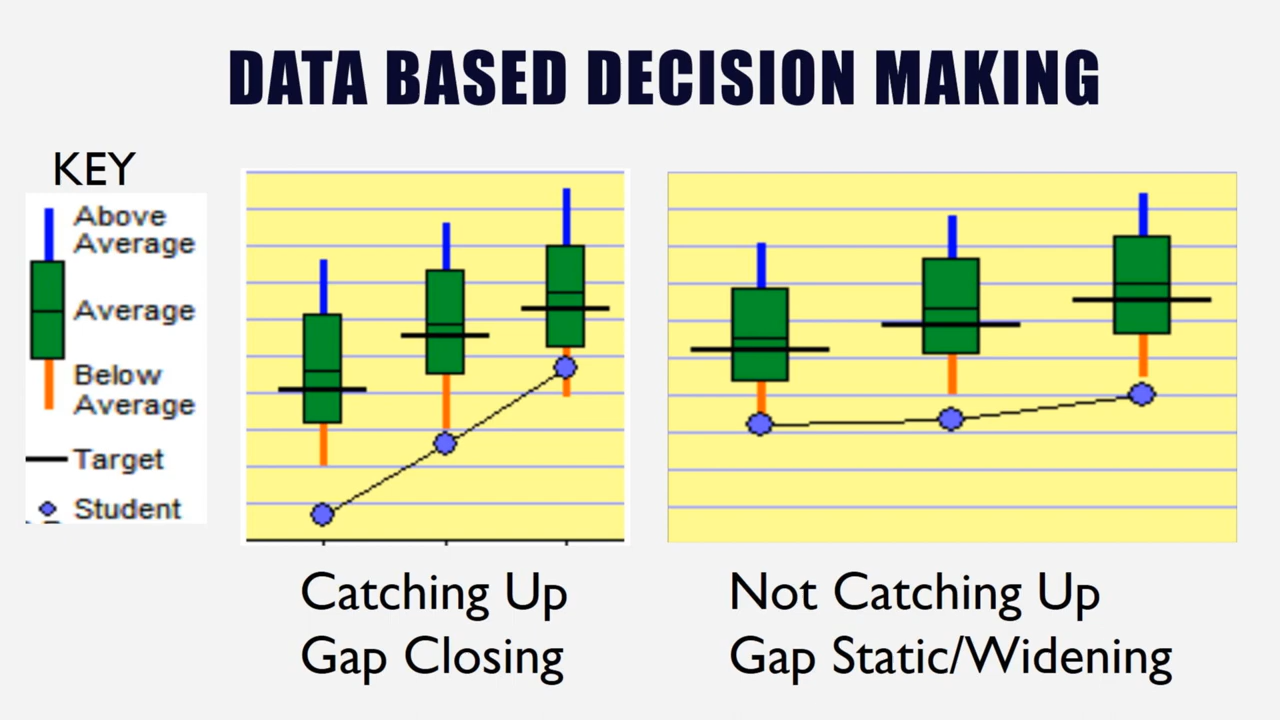 DATA BASED DECISION MAKING
KEY
Above
Average
Average
Below
Average
Target
Student
Catching Up
Gap Closing
Not Catching Up
Gap Static/Widening